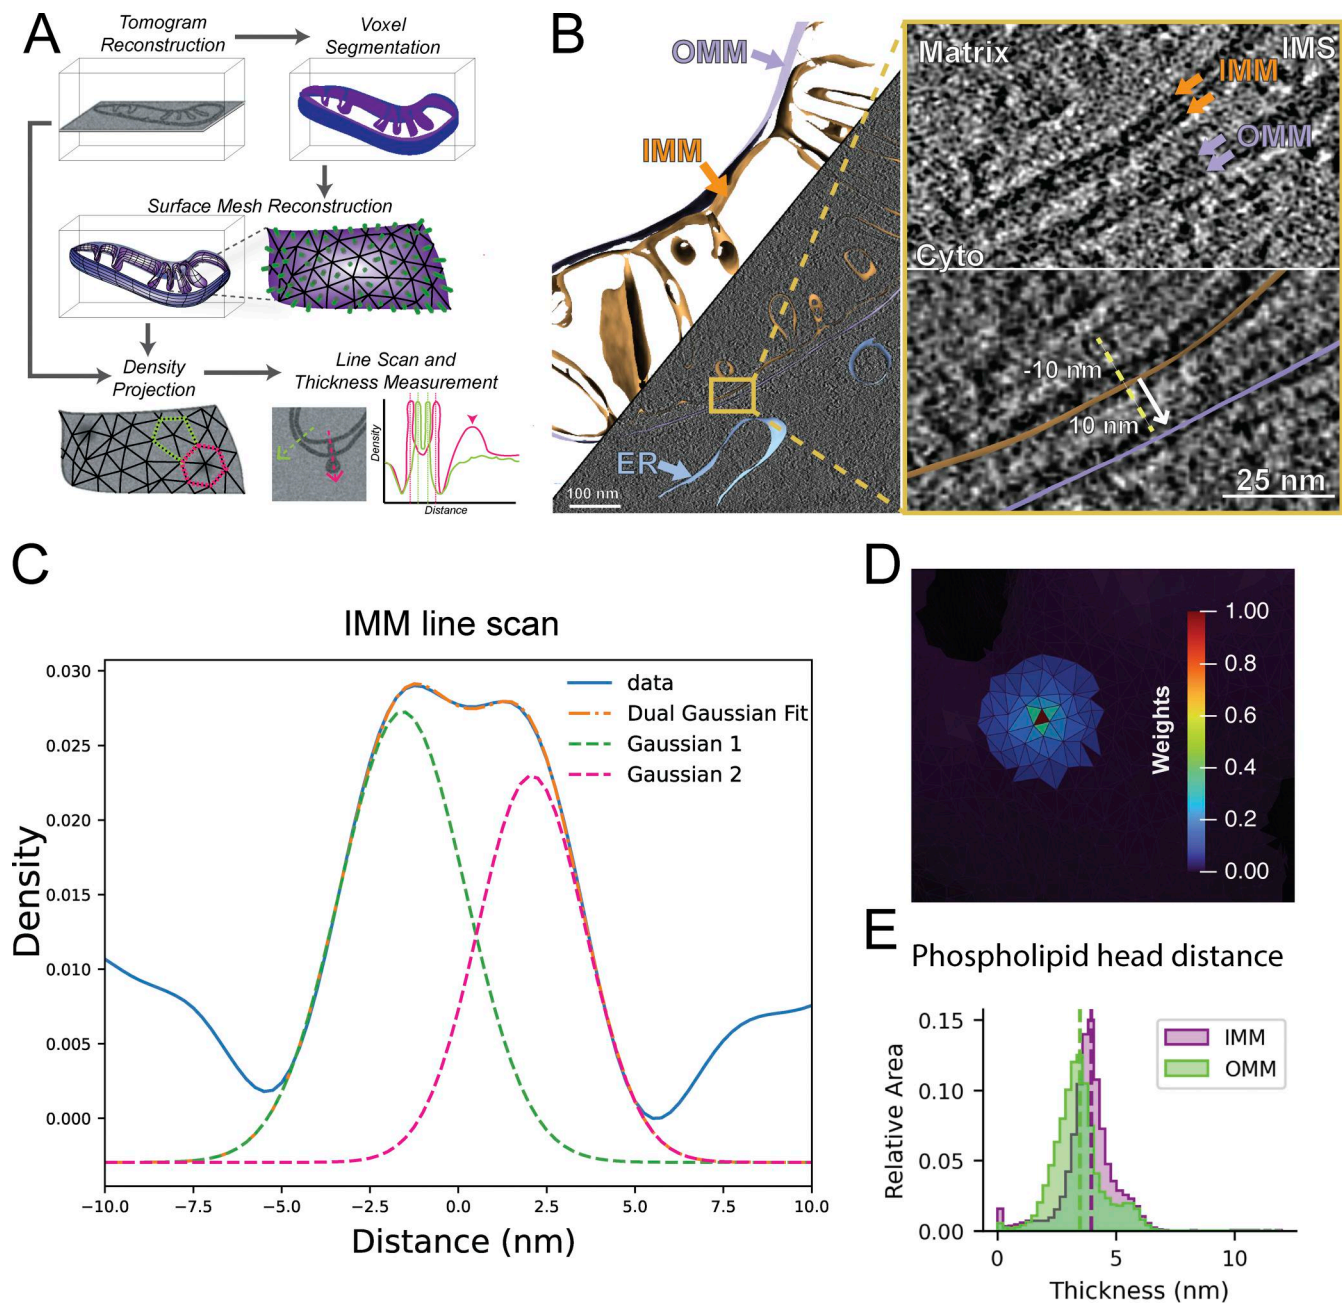 A
Tomogram
Reconstruction
Voxel
Segmentation
Surface Mesh Reconstruction
Density
Projection
Line Scan and
Thickness Measurement
Density
Distance
B
OMM
IMM
ER
100 nm
Matrix
IMS
IMM
OMM
Cyto
-10 nm
10 nm
25 nm
C
IMM line scan
0.030
0.025
0.020
0.015
0.010
0.005
0.000
Density
data
Dual Gaussian Fit
Gaussian 1
Gaussian 2
−10.0
−7.5
−5.0
−2.5
0.0
2.5
5.0
7.5
10.0
Distance (nm)
D
Weights
1.00
0.8
0.6
0.4
0.2
0.00
E
Phospholipid head distance
0.15
0.10
0.05
0.00
Relative Area
IMM
OMM
0
5
10
Thickness (nm)